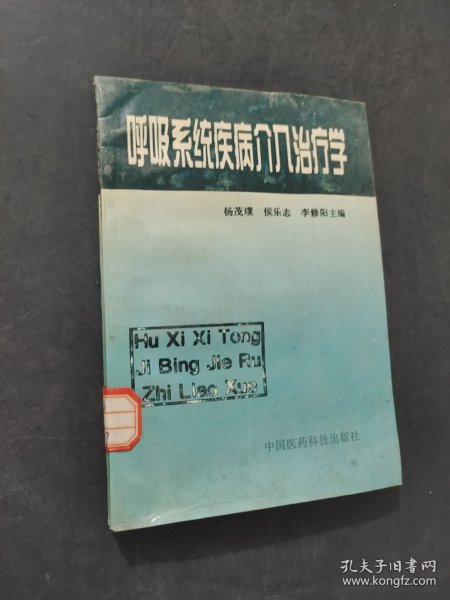 呼吸系统疾病介入治疗学
杨茂璞 侯乐志 李修阳主编
Hu Xi Xi Tong
Ji Bing Jie Ru
Zhi Liao Xue
中国医药科技出版社
孔夫子旧书网
www.kongfz.com